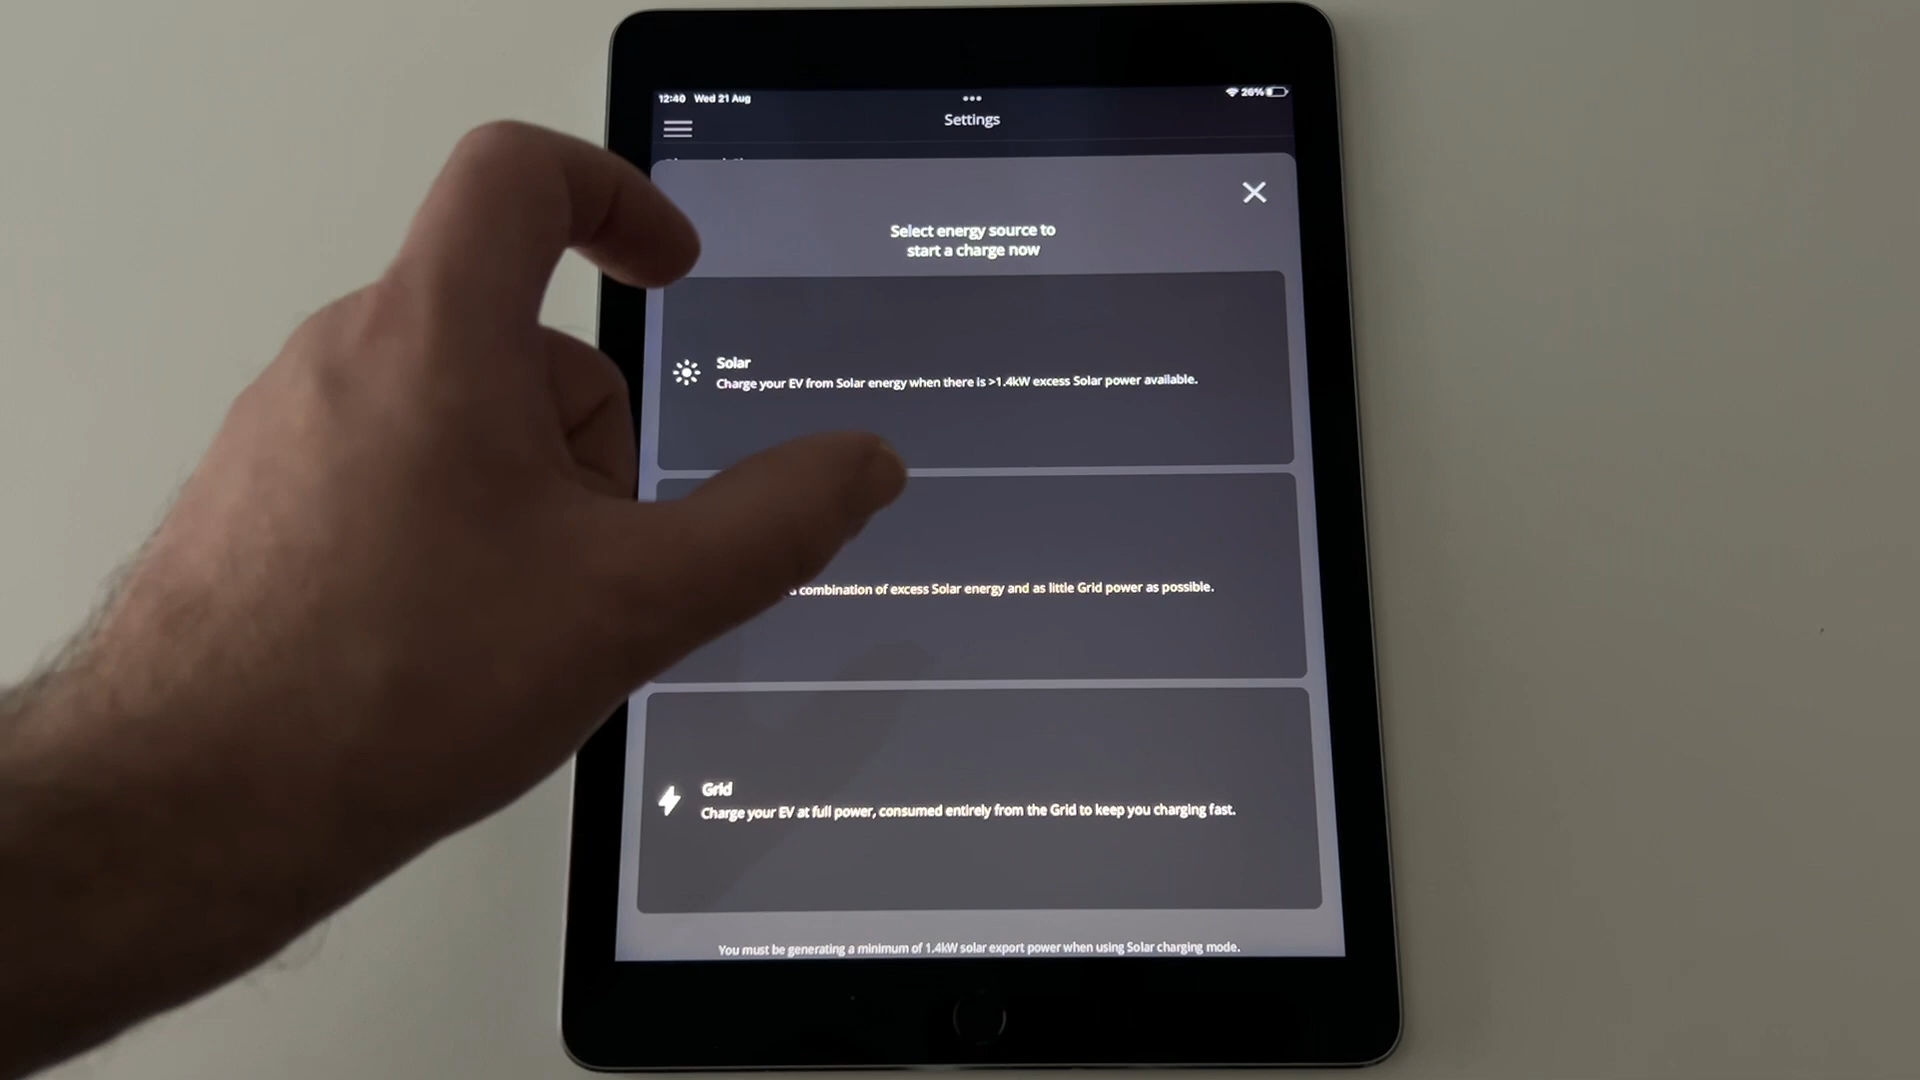 12:40 Wed 21 Aug
26%
Settings
Select energy source to
start a charge now
Solar
Charge your EV from Solar energy when there is >1.4kW excess Solar power available.
combination of excess Solar energy and as little Grid power as possible.
Grid
Charge your EV at full power, consumed entirely from the Grid to keep you charging fast.
You must be generating a minimum of 1.4kW solar export power when using Solar charging mode.